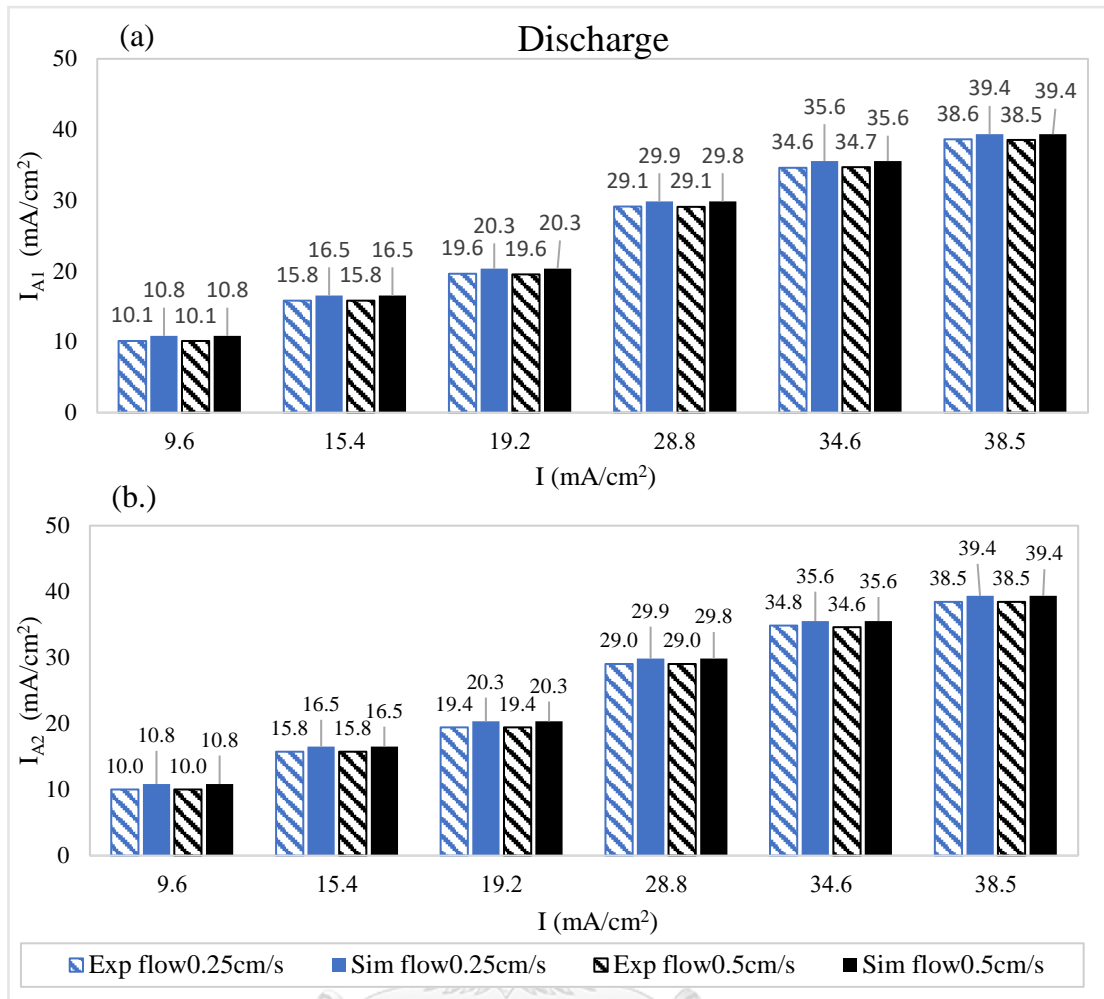 (a) Discharge
50
40
30
20
10
0
I_A1 (mA/cm²)
10.1 10.8 10.1 10.8
15.8 16.5 15.8 16.5
19.6 20.3 19.6 20.3
29.1 29.9 29.1 29.8
34.6 35.6 34.7 35.6
38.6 39.4 38.5 39.4
9.6 15.4 19.2 28.8 34.6 38.5
I (mA/cm²)
(b.)
50
40
30
20
10
0
I_A2 (mA/cm²)
10.0 10.8 10.0 10.8
15.8 16.5 15.8 16.5
19.4 20.3 19.4 20.3
29.0 29.9 29.0 29.8
34.8 35.6 34.6 35.6
38.5 39.4 38.5 39.4
9.6 15.4 19.2 28.8 34.6 38.5
I (mA/cm²)
Exp flow0.25cm/s Sim flow0.25cm/s Exp flow0.5cm/s Sim flow0.5cm/s